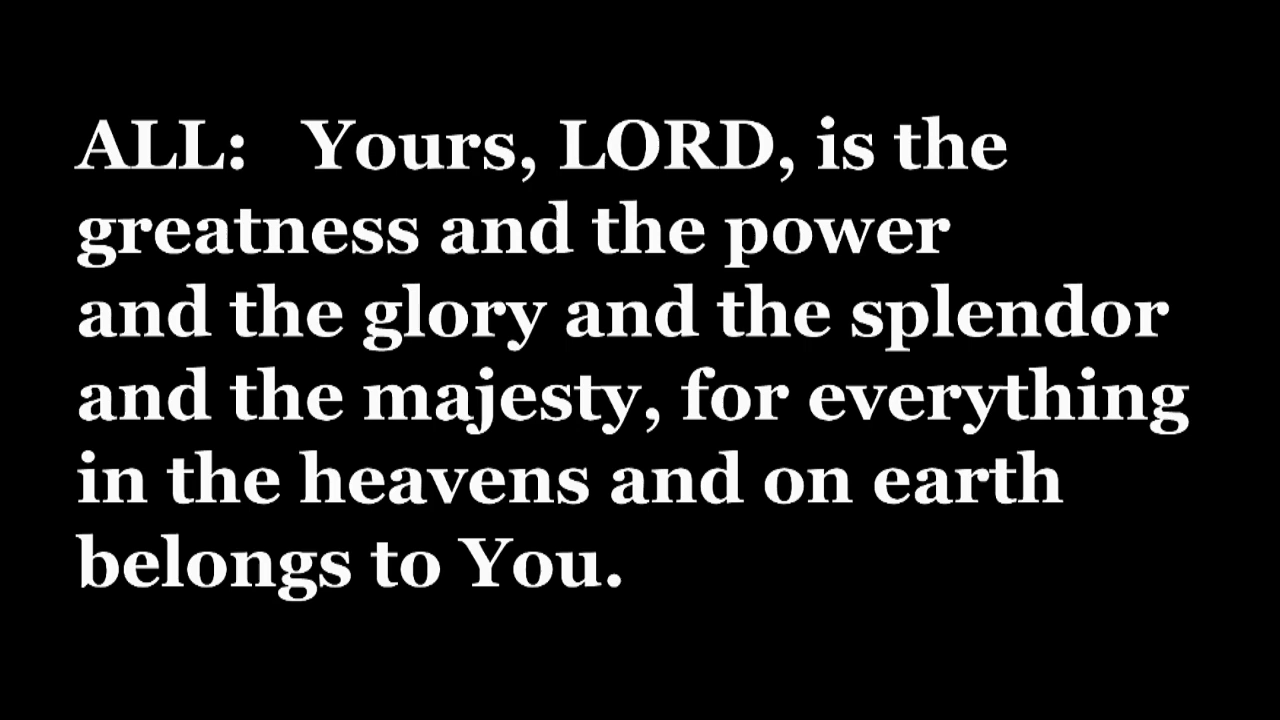 ALL:   Yours, LORD, is the
greatness and the power
and the glory and the splendor
and the majesty, for everything
in the heavens and on earth
belongs to You.